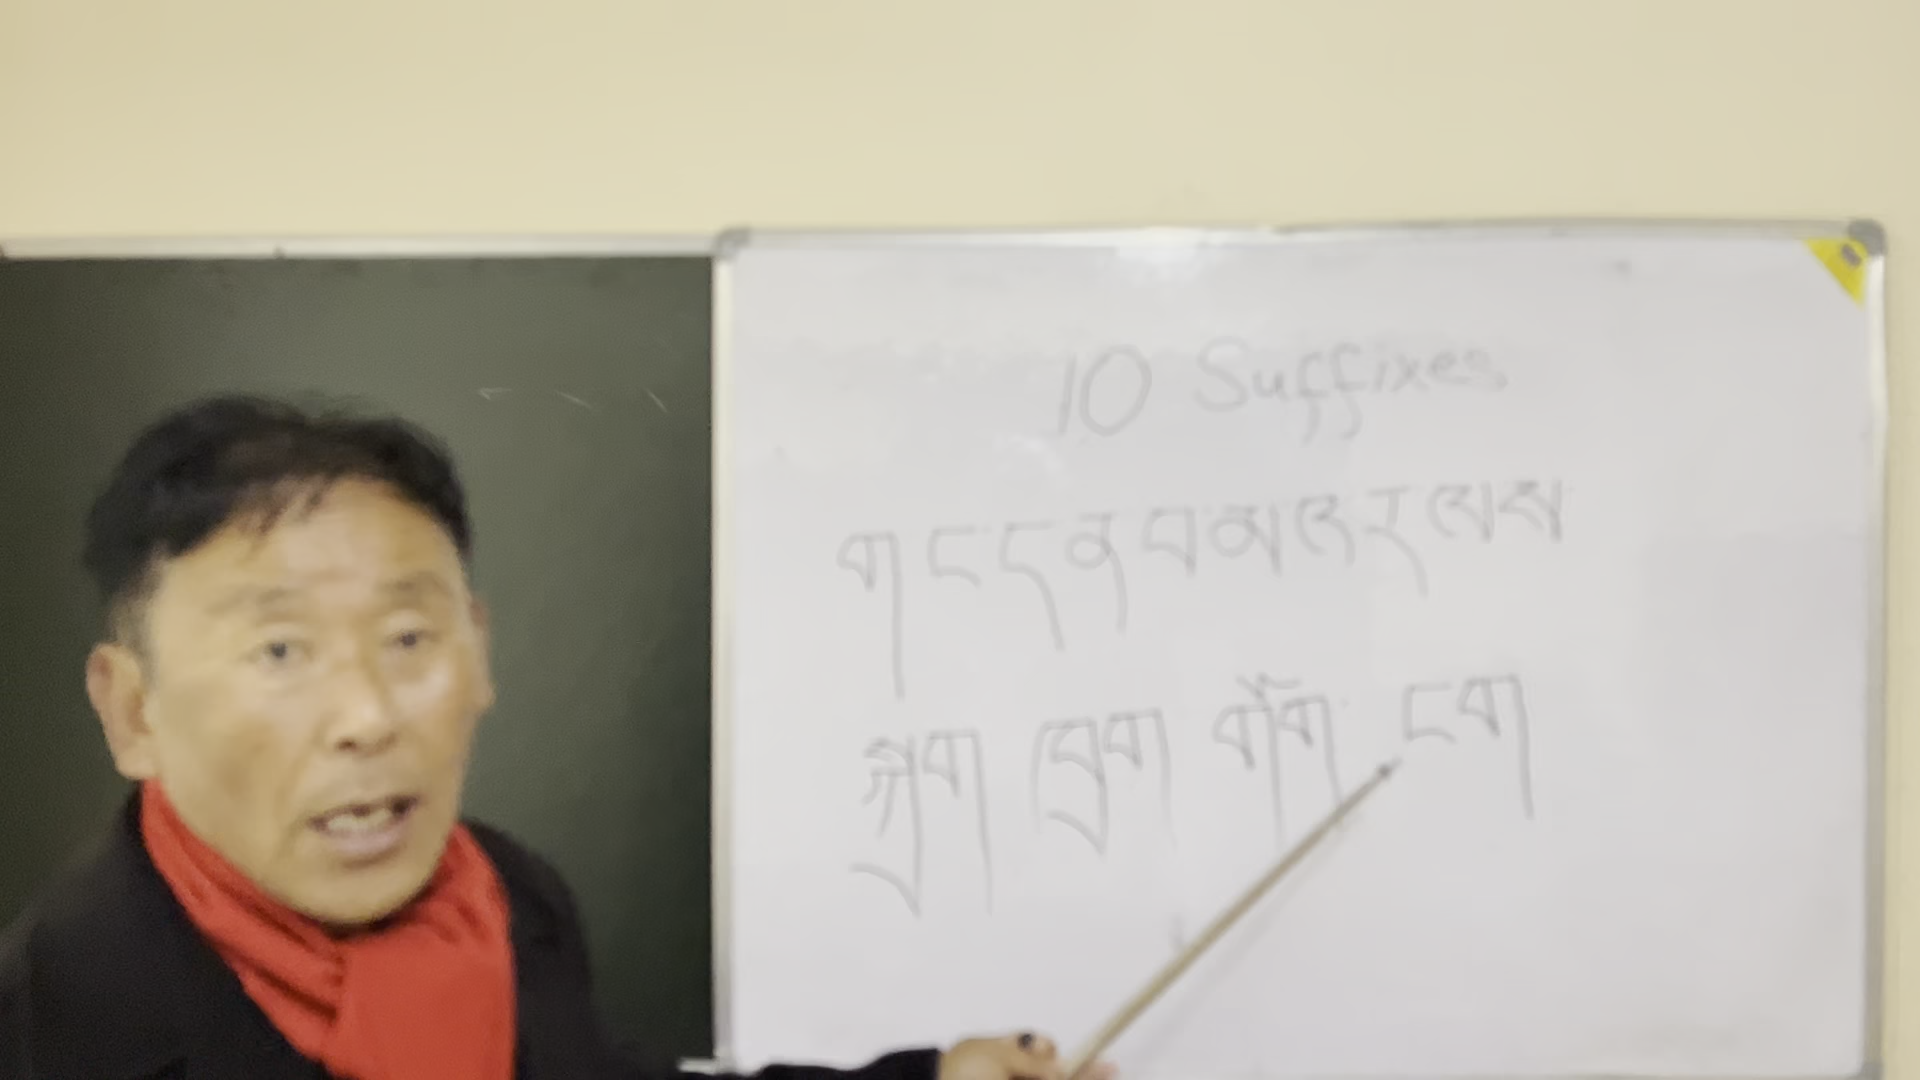 10 Suffixes
ག ང ད ན བ མ འ ར ལ ས
ཁྲག གོག ངག